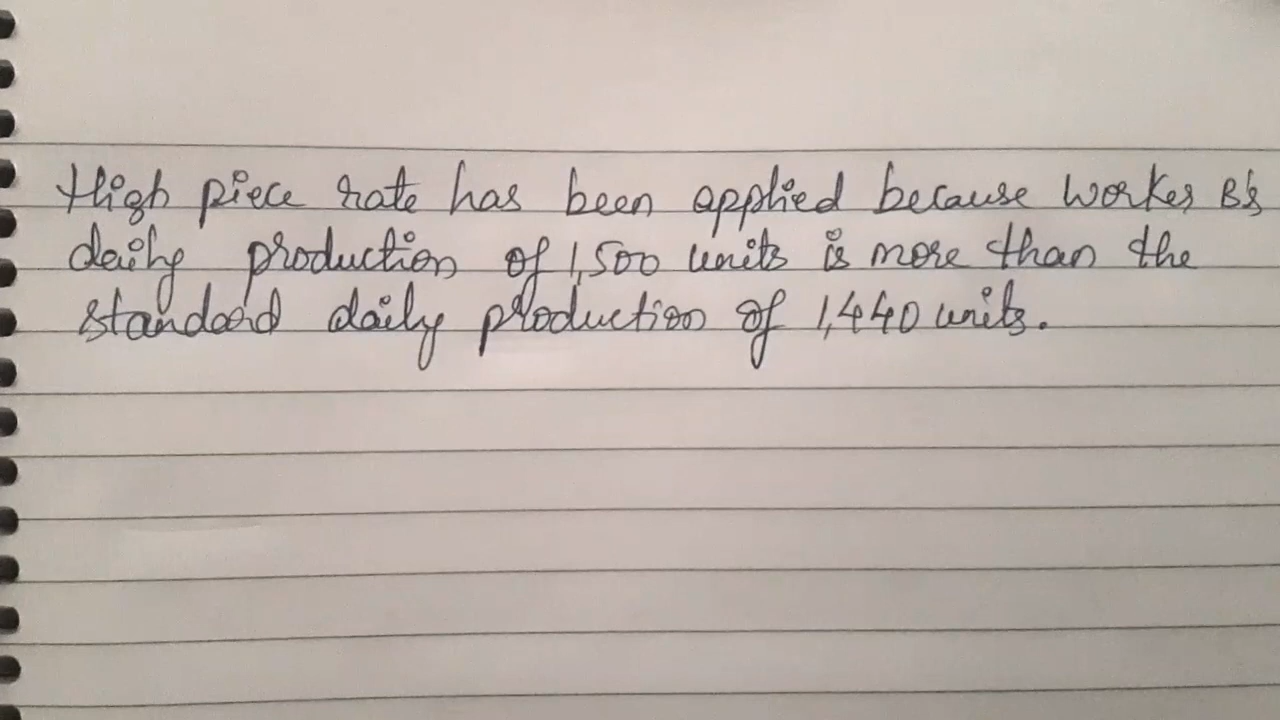 High piece rate has been applied because worker B's
daily production of 1,500 units is more than the
standard daily production of 1,440 units.